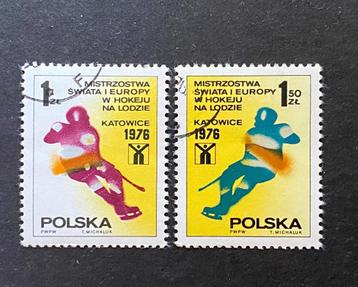 1 ZŁ
MISTRZOSTWA
ŚWIATA I EUROPY
W HOKEJU
NA LODZIE
KATOWICE
1976
POLSKA
PWPW T. MICHALUK
1 50 ZŁ
MISTRZOSTWA
ŚWIATA I EUROPY
W HOKEJU
NA LODZIE
KATOWICE
1976
POLSKA
PWPW T. MICHALUK